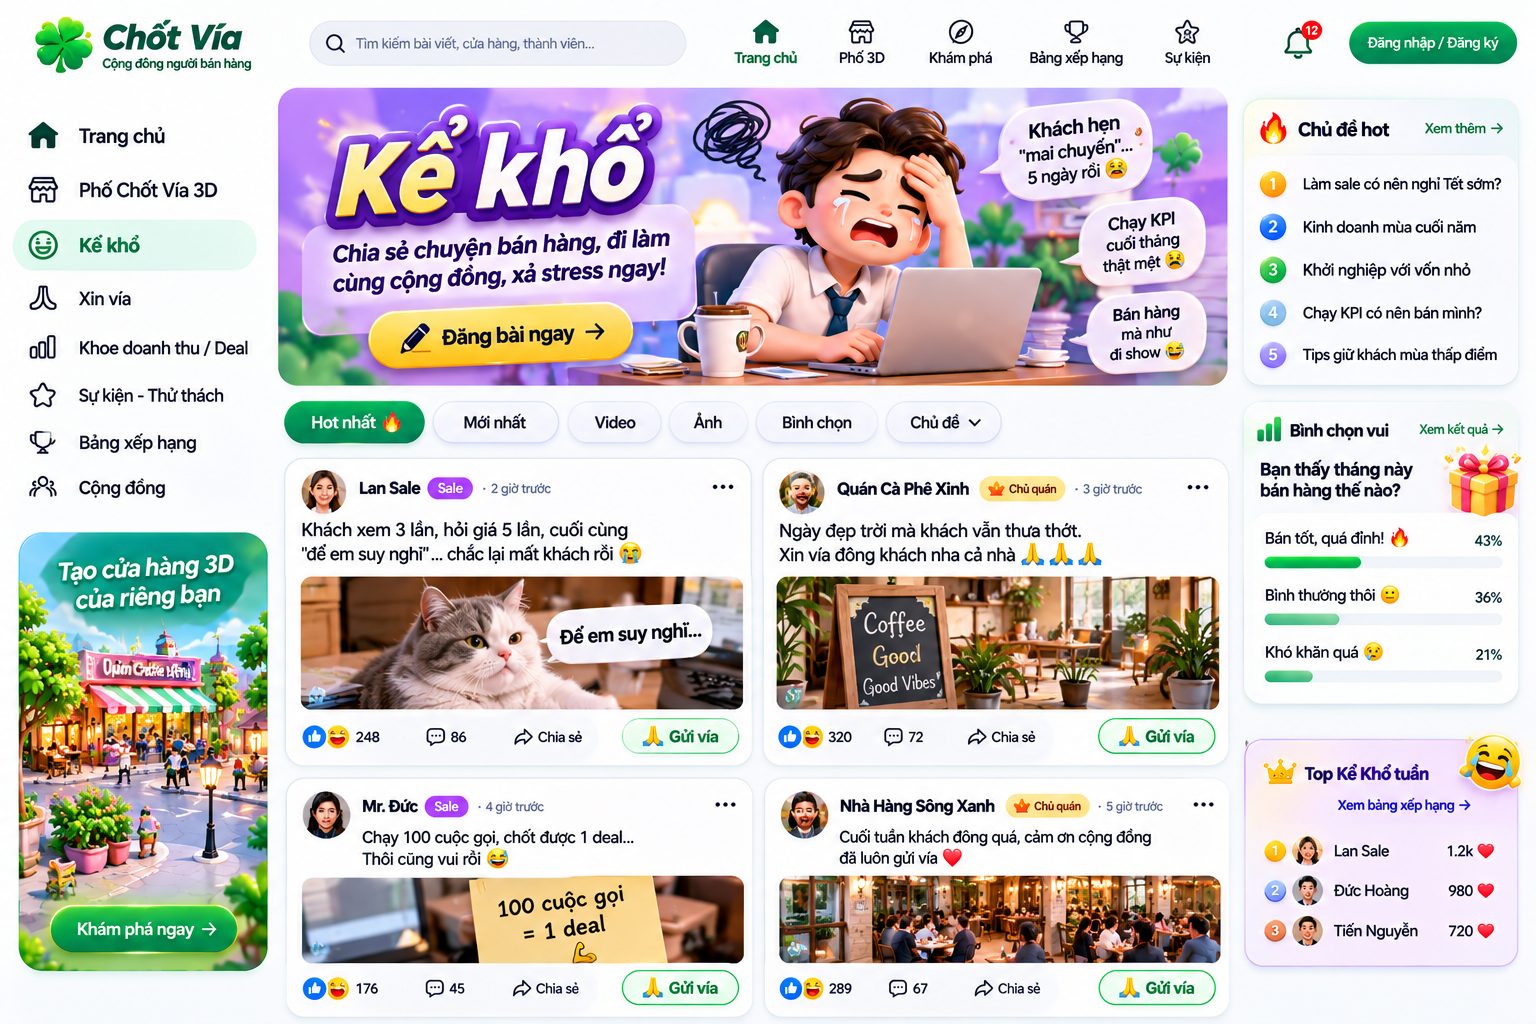 Chốt Vía
Cộng đồng người bán hàng
Tìm kiếm bài viết, cửa hàng, thành viên...
Trang chủ
Phố 3D
Khám phá
Bảng xếp hạng
Sự kiện
12
Đăng nhập / Đăng ký
Trang chủ
Phố Chốt Vía 3D
Kể khổ
Xin vía
Khoe doanh thu / Deal
Sự kiện - Thử thách
Bảng xếp hạng
Cộng đồng
Tạo cửa hàng 3D
của riêng bạn
Khám phá ngay →
Kể khổ
Chia sẻ chuyện bán hàng, đi làm
cùng cộng đồng, xả stress ngay!
Đăng bài ngay →
Khách hẹn
"mai chuyển"...
5 ngày rồi 😫
Chạy KPI
cuối tháng
thật mệt 😫
Bán hàng
mà như
đi show 😅
Hot nhất 🔥
Mới nhất
Video
Ảnh
Bình chọn
Chủ đề
Lan Sale
Sale
· 2 giờ trước
Khách xem 3 lần, hỏi giá 5 lần, cuối cùng
"để em suy nghĩ"... chắc lại mất khách rồi 😭
Để em suy nghĩ...
248
86
Chia sẻ
🙏 Gửi vía
Quán Cà Phê Xinh
Chủ quán
· 3 giờ trước
Ngày đẹp trời mà khách vẫn thưa thớt.
Xin vía đông khách nha cả nhà 🙏🙏🙏
Coffee
Good
Good Vibes
320
72
Chia sẻ
🙏 Gửi vía
Mr. Đức
Sale
· 4 giờ trước
Chạy 100 cuộc gọi, chốt được 1 deal...
Thôi cũng vui rồi 😅
100 cuộc gọi
= 1 deal
176
45
Chia sẻ
🙏 Gửi vía
Nhà Hàng Sông Xanh
Chủ quán
· 5 giờ trước
Cuối tuần khách đông quá, cảm ơn cộng đồng
đã luôn gửi vía ❤️
289
67
Chia sẻ
🙏 Gửi vía
Chủ đề hot
Xem thêm →
1 Làm sale có nên nghỉ Tết sớm?
2 Kinh doanh mùa cuối năm
3 Khởi nghiệp với vốn nhỏ
4 Chạy KPI có nên bán mình?
5 Tips giữ khách mùa thấp điểm
Bình chọn vui
Xem kết quả →
Bạn thấy tháng này
bán hàng thế nào?
Bán tốt, quá đỉnh! 🔥 43%
Bình thường thôi 😐 36%
Khó khăn quá 😢 21%
Top Kể Khổ tuần
Xem bảng xếp hạng →
1 Lan Sale 1.2k ❤️
2 Đức Hoàng 980 ❤️
3 Tiến Nguyễn 720 ❤️